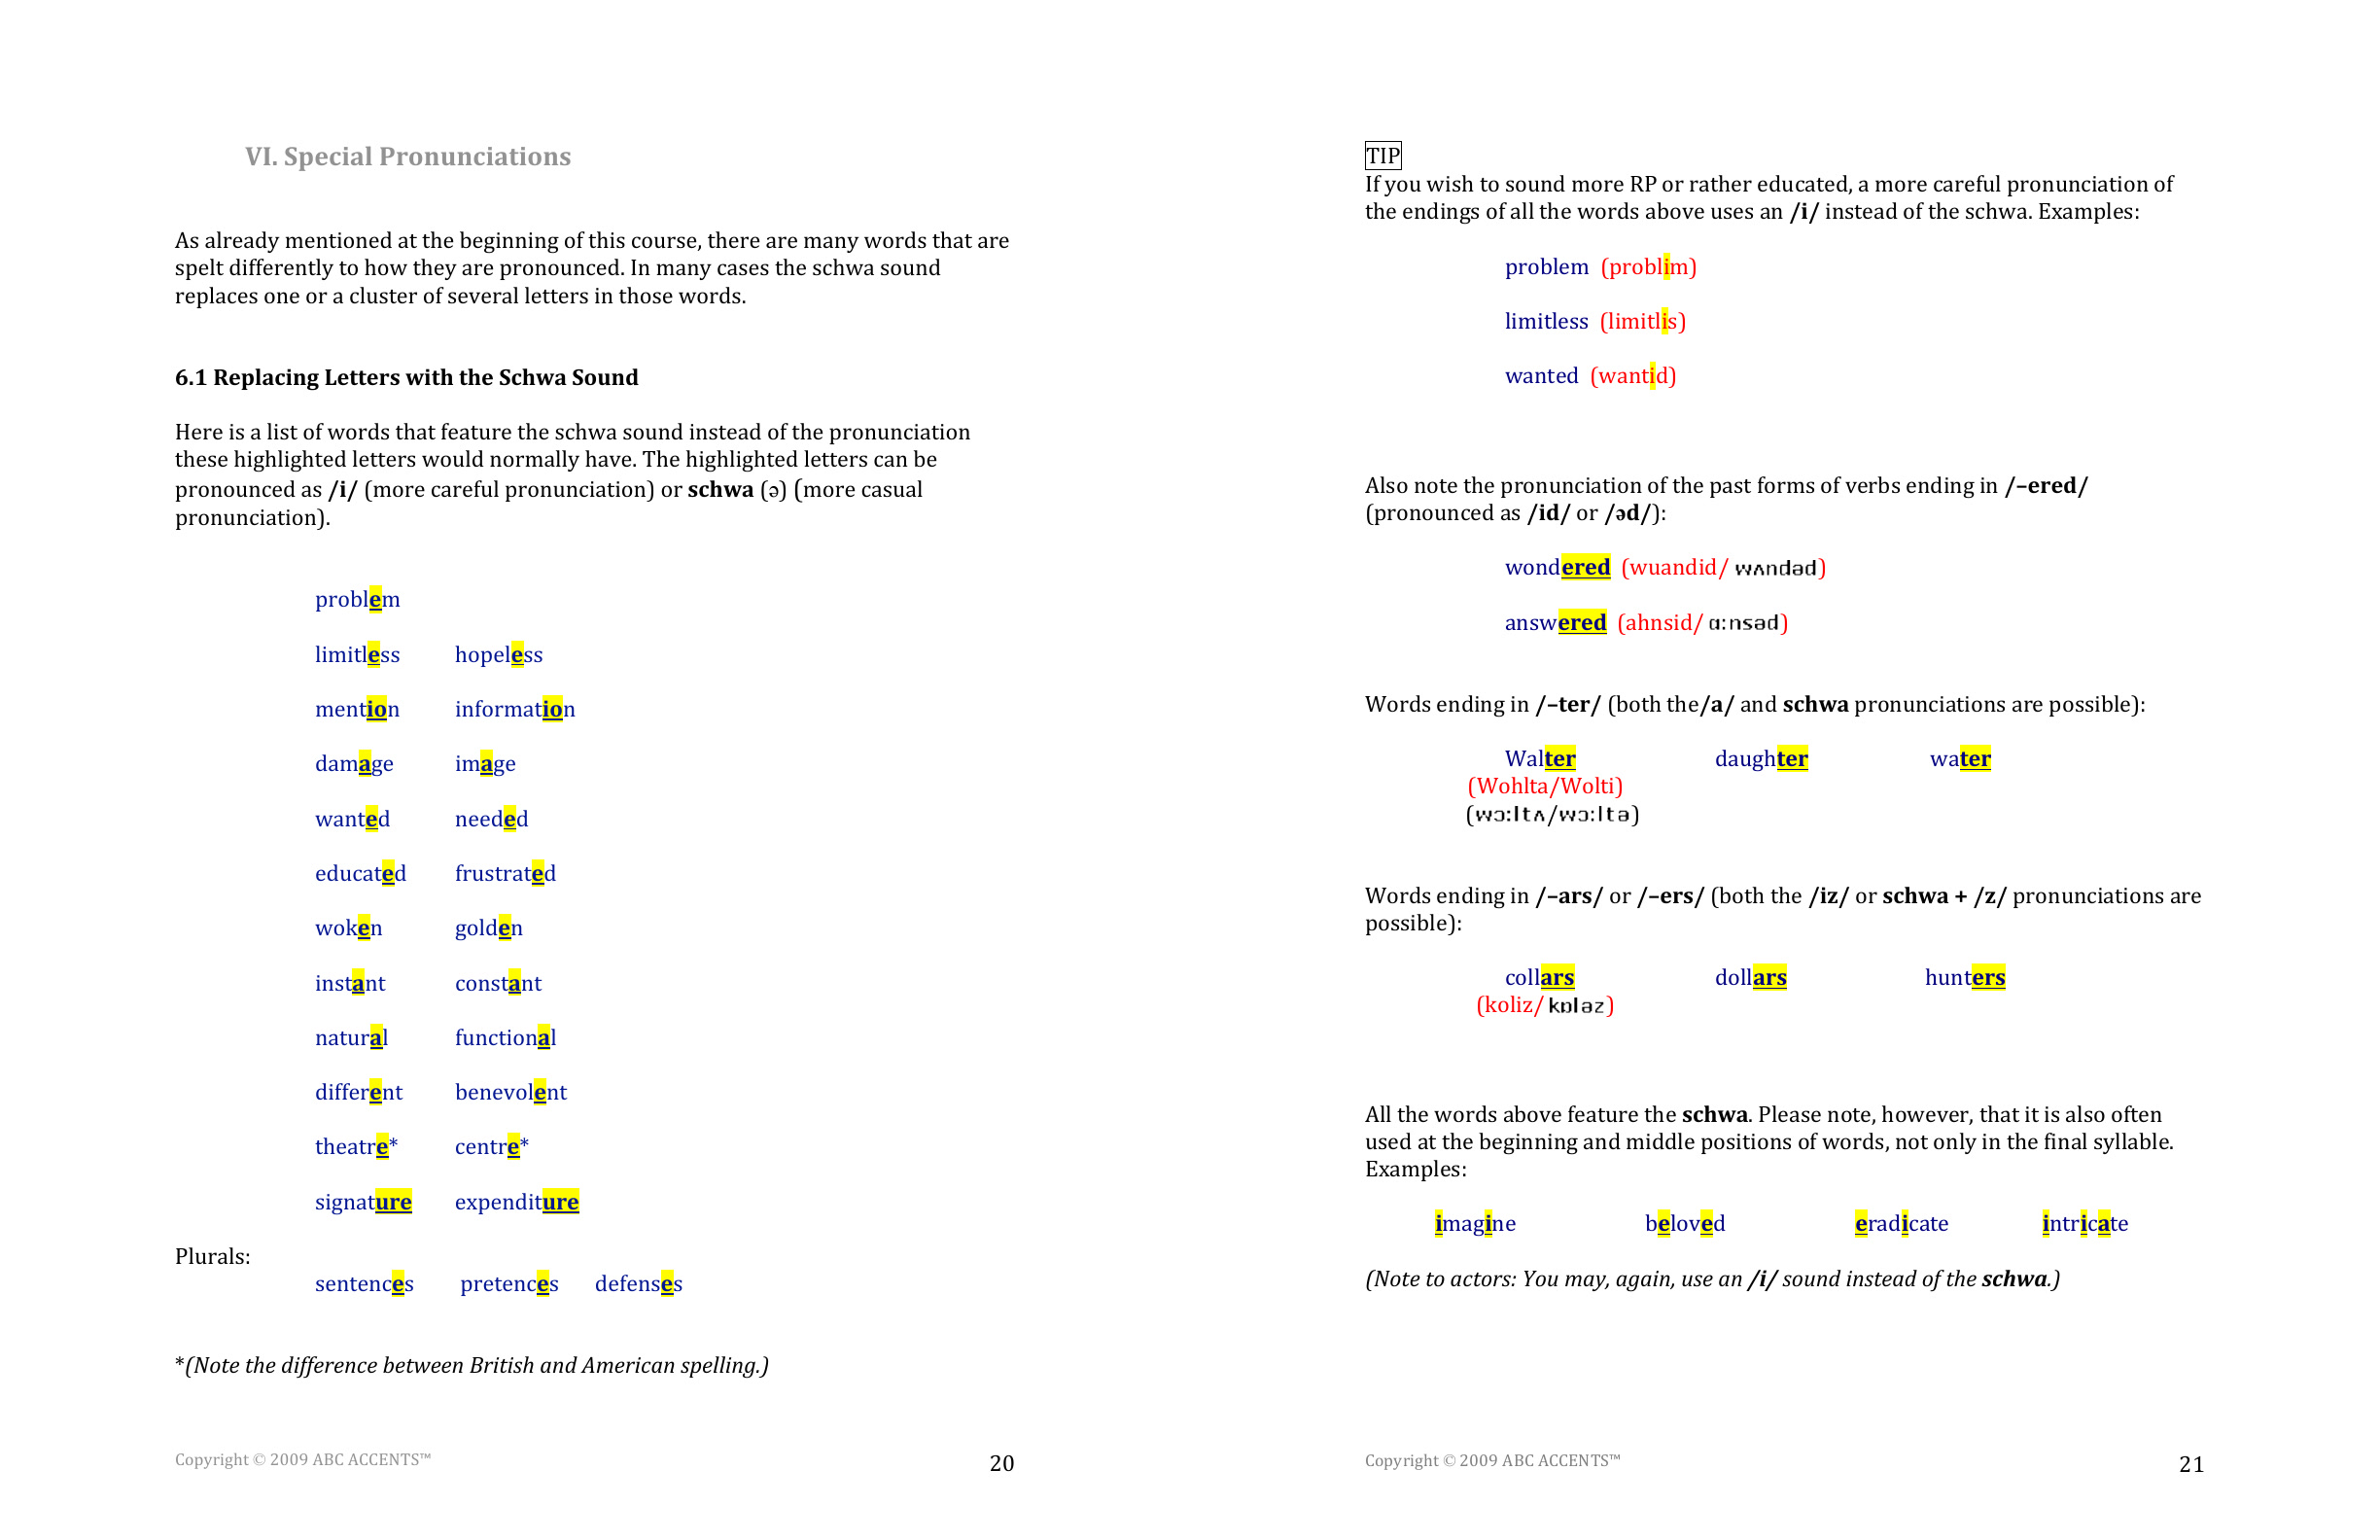 VI. Special Pronunciations
As already mentioned at the beginning of this course, there are many words that are
spelt differently to how they are pronounced. In many cases the schwa sound
replaces one or a cluster of several letters in those words.
6.1 Replacing Letters with the Schwa Sound
Here is a list of words that feature the schwa sound instead of the pronunciation
these highlighted letters would normally have. The highlighted letters can be
pronounced as /i/ (more careful pronunciation) or schwa (ə) (more casual
pronunciation).
problem
limitless hopeless
mention information
damage image
wanted needed
educated frustrated
woken golden
instant constant
natural functional
different benevolent
theatre* centre*
signature expenditure
Plurals:
sentences pretences defenses
*(Note the difference between British and American spelling.)
Copyright © 2009 ABC ACCENTS™ 20
TIP
If you wish to sound more RP or rather educated, a more careful pronunciation of
the endings of all the words above uses an /i/ instead of the schwa. Examples:
problem (problim)
limitless (limitlis)
wanted (wantid)
Also note the pronunciation of the past forms of verbs ending in /–ered/
(pronounced as /id/ or /əd/):
wondered (wuandid/ wʌndəd)
answered (ahnsid/ ɑ:nsəd)
Words ending in /–ter/ (both the/a/ and schwa pronunciations are possible):
Walter daughter water
(Wohlta/Wolti)
(wɔ:ltʌ/wɔ:ltə)
Words ending in /–ars/ or /–ers/ (both the /iz/ or schwa + /z/ pronunciations are
possible):
collars dollars hunters
(koliz/ kɒləz)
All the words above feature the schwa. Please note, however, that it is also often
used at the beginning and middle positions of words, not only in the final syllable.
Examples:
imagine beloved eradicate intricate
(Note to actors: You may, again, use an /i/ sound instead of the schwa.)
Copyright © 2009 ABC ACCENTS™ 21